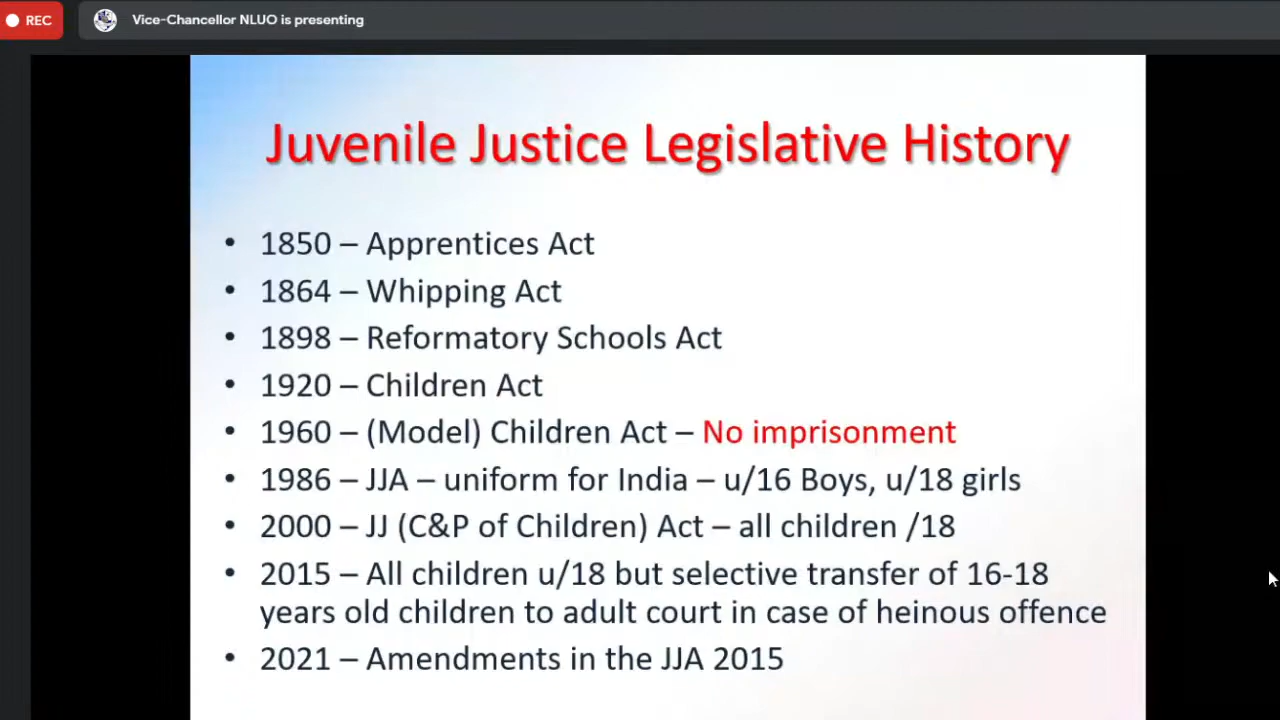 REC
Vice-Chancellor NLUO is presenting
Juvenile Justice Legislative History
• 1850 – Apprentices Act
• 1864 – Whipping Act
• 1898 – Reformatory Schools Act
• 1920 – Children Act
• 1960 – (Model) Children Act – No imprisonment
• 1986 – JJA – uniform for India – u/16 Boys, u/18 girls
• 2000 – JJ (C&P of Children) Act – all children /18
• 2015 – All children u/18 but selective transfer of 16-18
years old children to adult court in case of heinous offence
• 2021 – Amendments in the JJA 2015